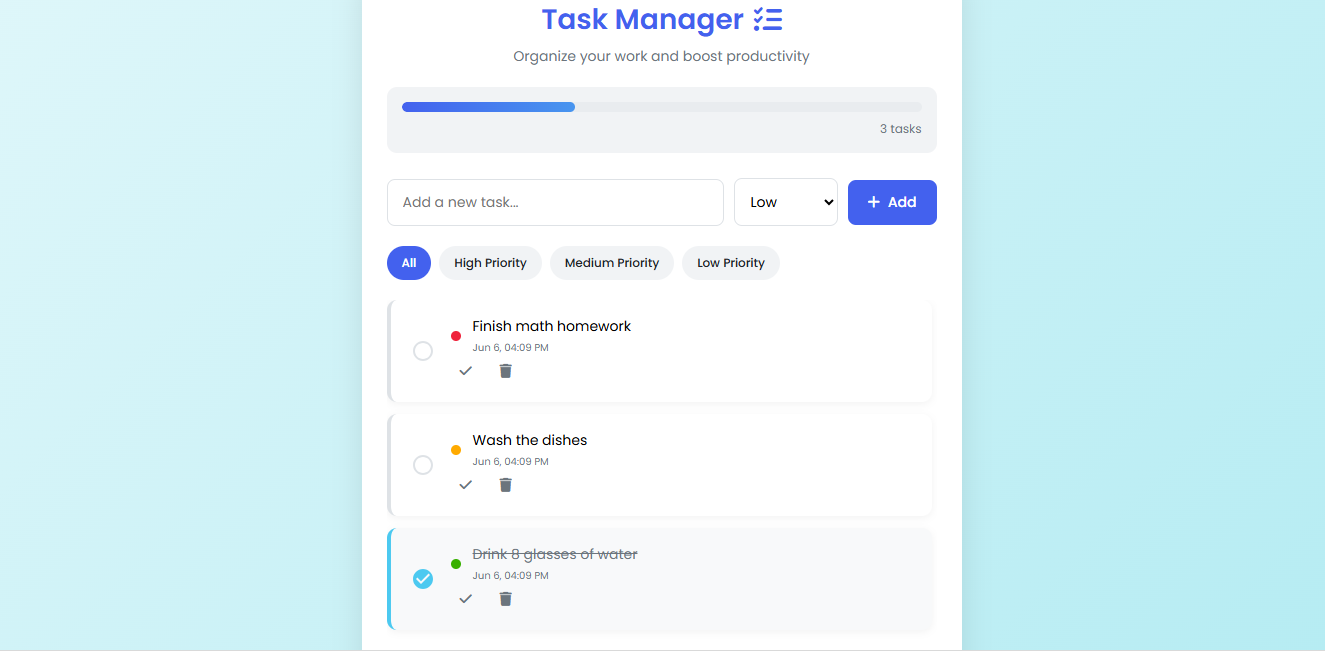 Task Manager
Organize your work and boost productivity
3 tasks
Add a new task...
Low
Add
All
High Priority
Medium Priority
Low Priority
Finish math homework
Jun 6, 04:09 PM
Wash the dishes
Jun 6, 04:09 PM
Drink 8 glasses of water
Jun 6, 04:09 PM